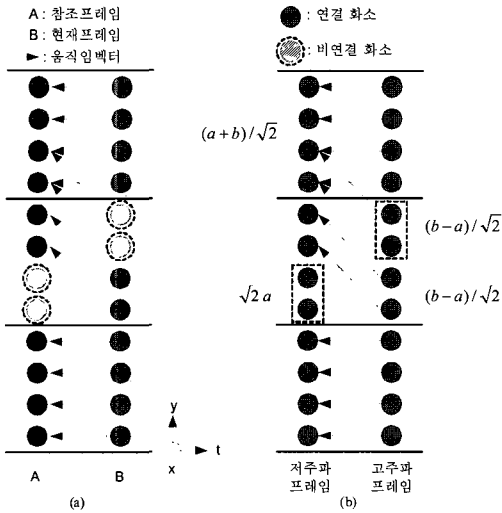 A : 참조프레임
B : 현재프레임
► : 움직임벡터
● : 연결 화소
: 비연결 화소
(a+b)/√2
(b−a)/√2
√2 a
(b−a)/√2
y
t
x
A
B
(a)
저주파
프레임
고주파
프레임
(b)